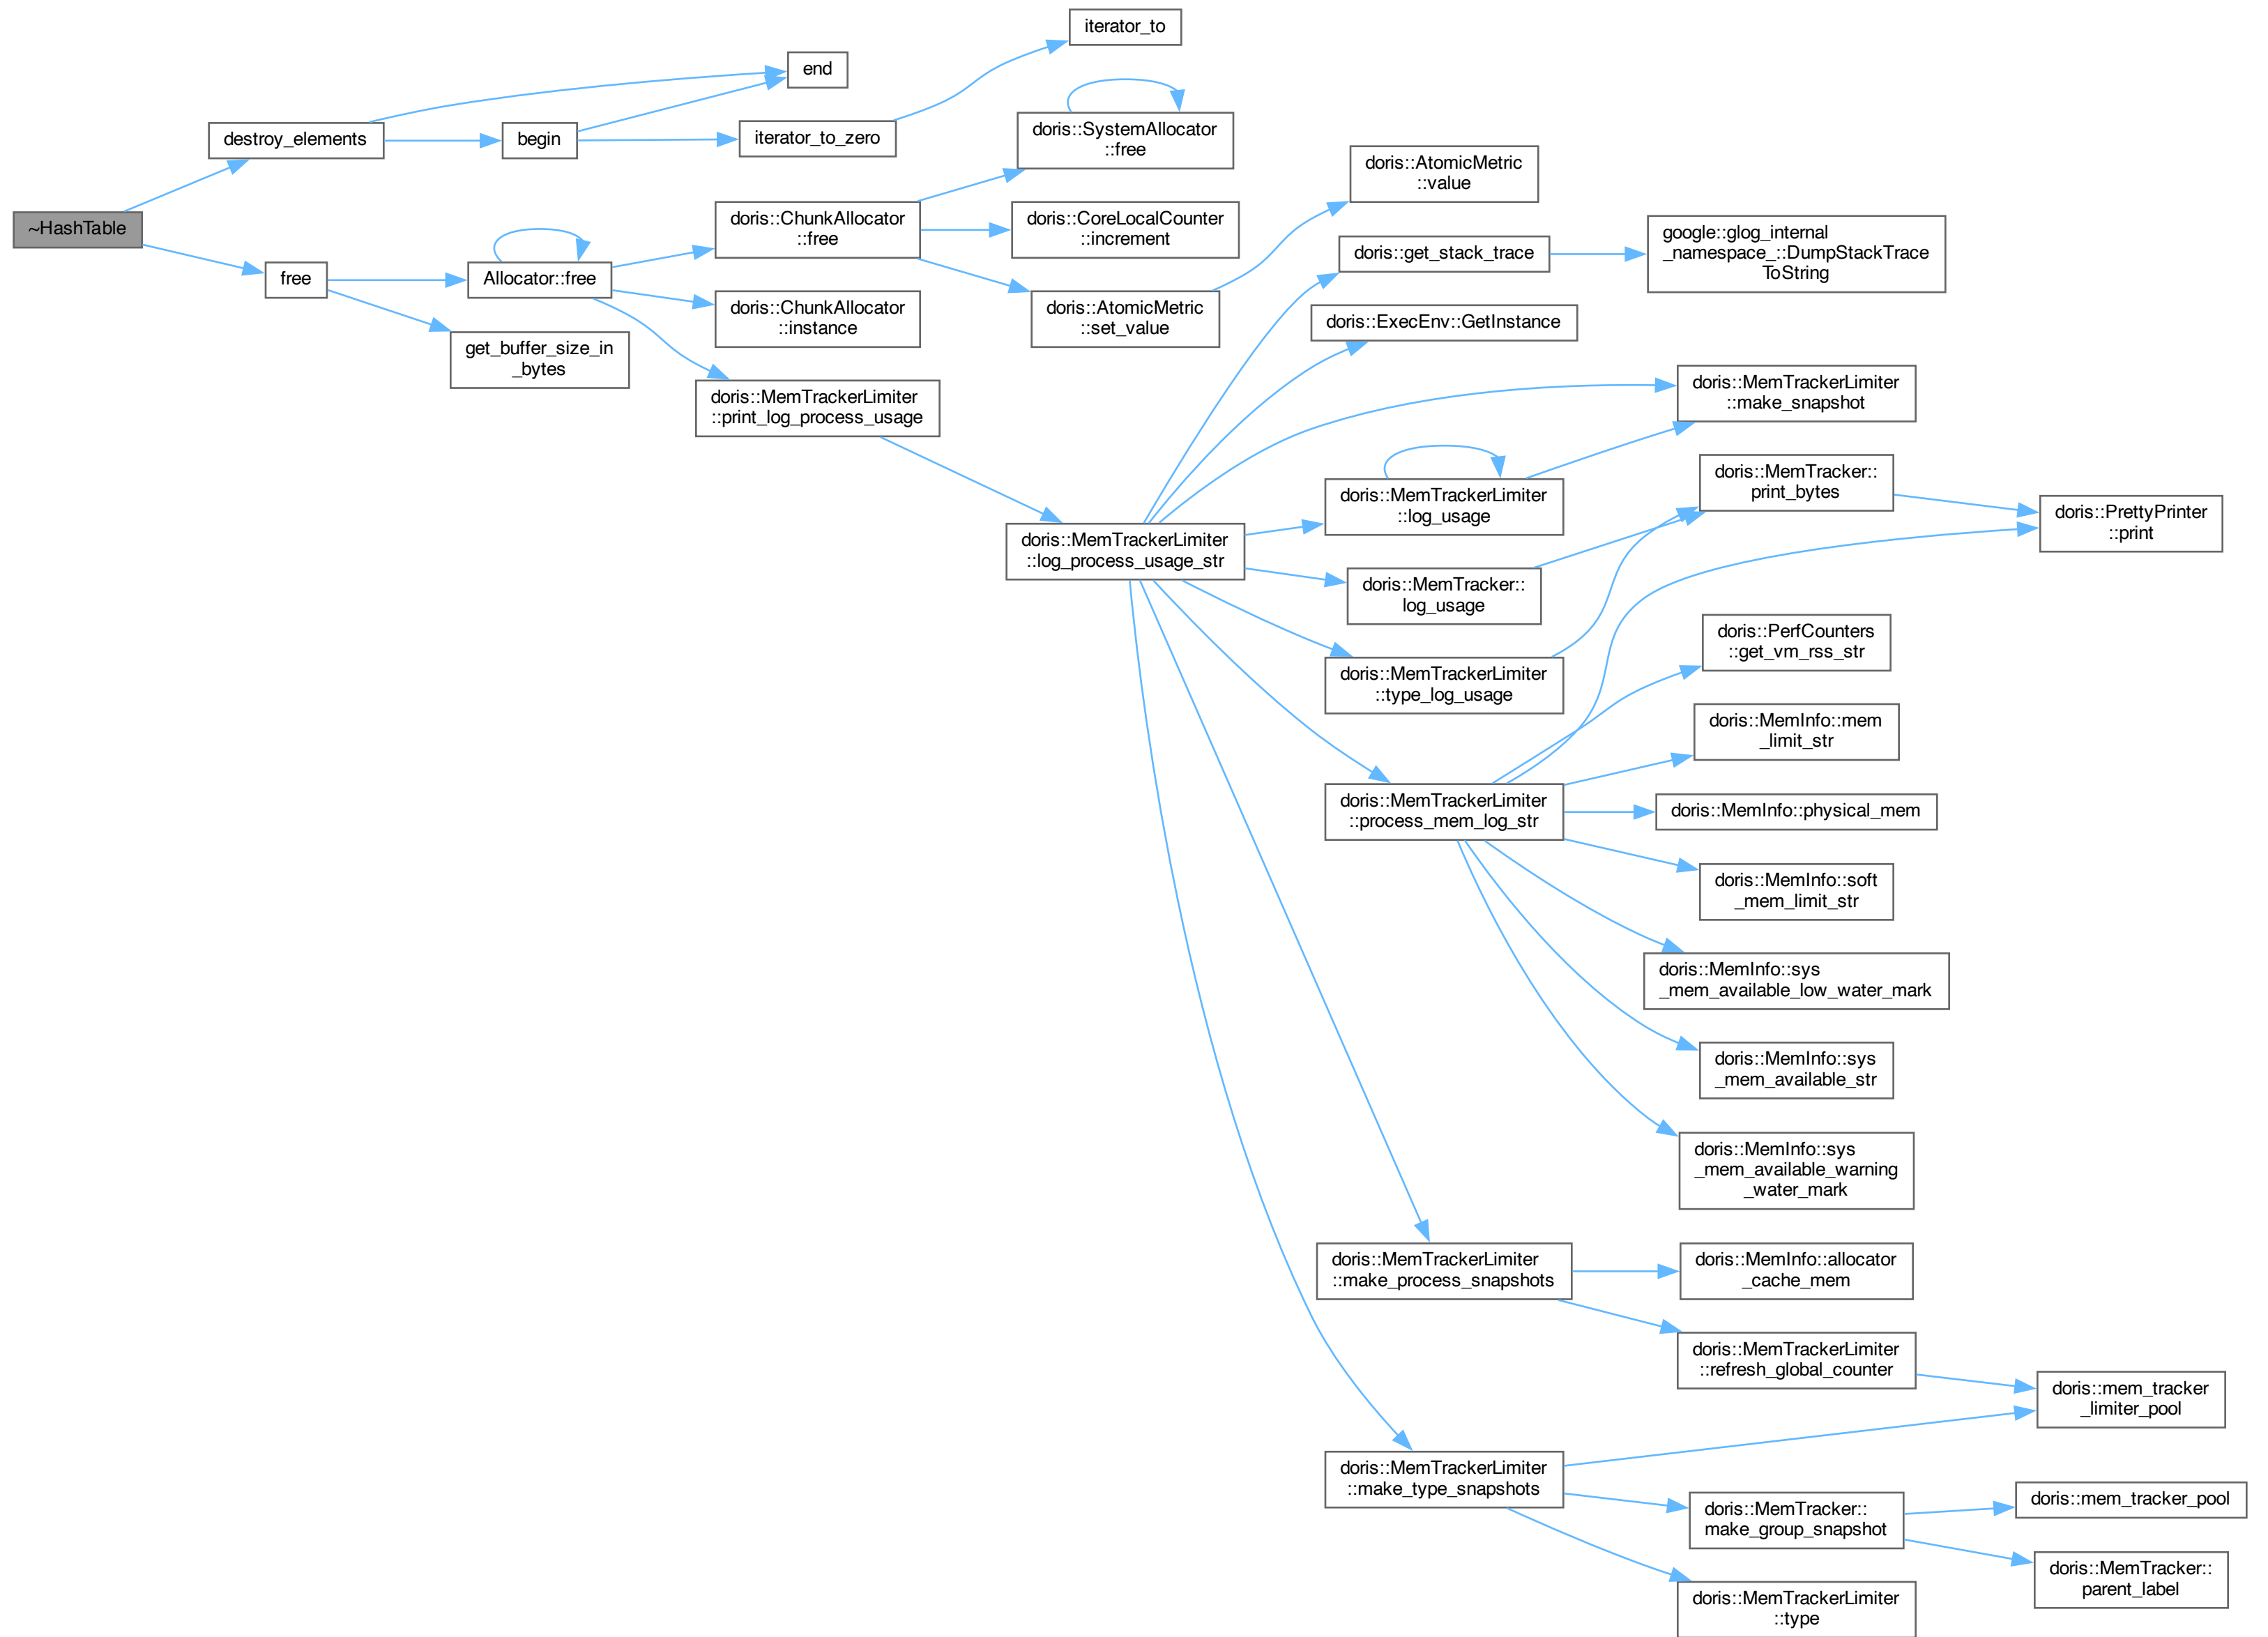 iterator_to
end
destroy_elements
begin
iterator_to_zero
doris::SystemAllocator
::free
~HashTable
free
Allocator::free
get_buffer_size_in
_bytes
doris::ChunkAllocator
::free
doris::ChunkAllocator
::instance
doris::MemTrackerLimiter
::print_log_process_usage
doris::CoreLocalCounter
::increment
doris::AtomicMetric
::set_value
doris::AtomicMetric
::value
doris::MemTrackerLimiter
::log_process_usage_str
doris::get_stack_trace
google::glog_internal
_namespace_::DumpStackTrace
ToString
doris::ExecEnv::GetInstance
doris::MemTrackerLimiter
::make_snapshot
doris::MemTrackerLimiter
::log_usage
doris::MemTracker::
print_bytes
doris::PrettyPrinter
::print
doris::MemTracker::
log_usage
doris::MemTrackerLimiter
::type_log_usage
doris::PerfCounters
::get_vm_rss_str
doris::MemInfo::mem
_limit_str
doris::MemTrackerLimiter
::process_mem_log_str
doris::MemInfo::physical_mem
doris::MemInfo::soft
_mem_limit_str
doris::MemInfo::sys
_mem_available_low_water_mark
doris::MemInfo::sys
_mem_available_str
doris::MemInfo::sys
_mem_available_warning
_water_mark
doris::MemTrackerLimiter
::make_process_snapshots
doris::MemInfo::allocator
_cache_mem
doris::MemTrackerLimiter
::refresh_global_counter
doris::mem_tracker
_limiter_pool
doris::MemTrackerLimiter
::make_type_snapshots
doris::MemTracker::
make_group_snapshot
doris::mem_tracker_pool
doris::MemTracker::
parent_label
doris::MemTrackerLimiter
::type